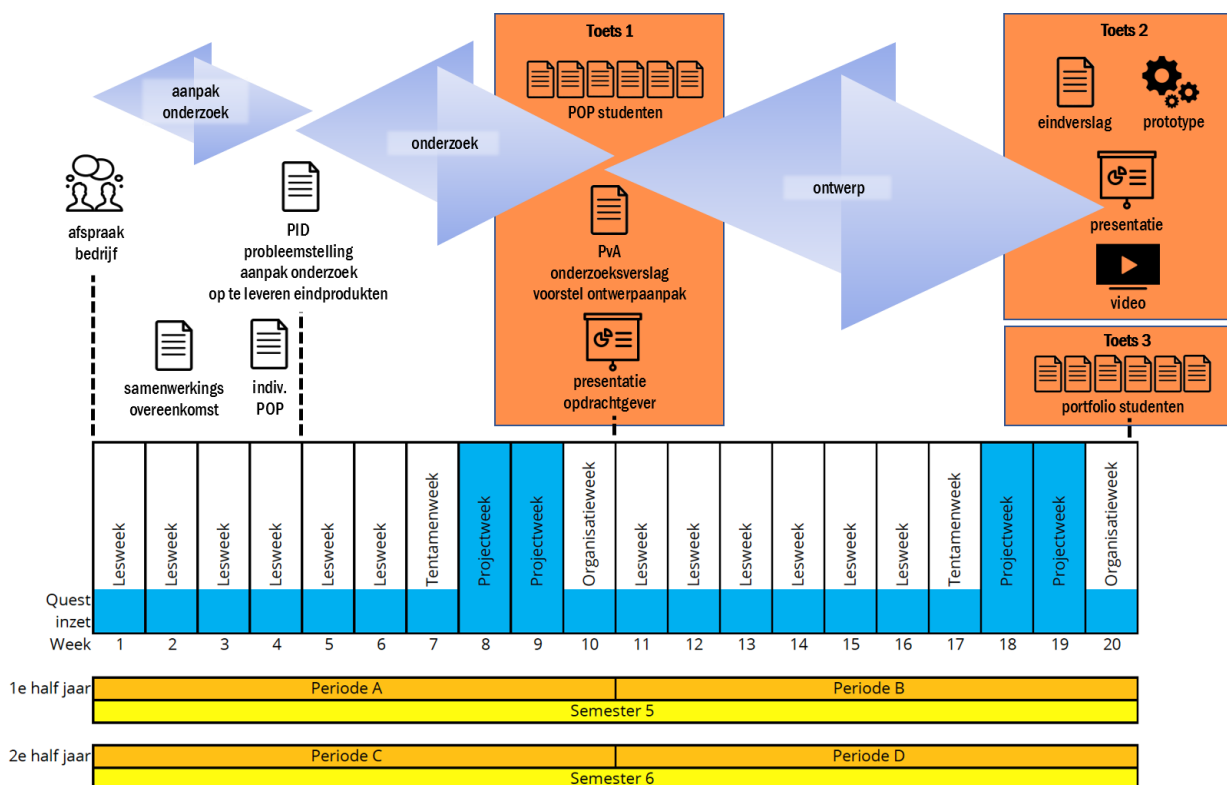 Toets 1
Toets 2
aanpak
onderzoek
POP studenten
eindverslag
prototype
onderzoek
ontwerp
afspraak
bedrijf
PID
probleemstelling
aanpak onderzoek
op te leveren eindprodukten
PvA
onderzoeksverslag
voorstel ontwerpaanpak
presentatie
video
samenwerkings
overeenkomst
indiv.
POP
presentatie
opdrachtgever
Toets 3
portfolio studenten
Lesweek
Lesweek
Lesweek
Lesweek
Lesweek
Lesweek
Tentamenweek
Projectweek
Projectweek
Organisatieweek
Lesweek
Lesweek
Lesweek
Lesweek
Lesweek
Lesweek
Tentamenweek
Projectweek
Projectweek
Organisatieweek
Quest
inzet
Week 1 2 3 4 5 6 7 8 9 10 11 12 13 14 15 16 17 18 19 20
1e half jaar Periode A Periode B
Semester 5
2e half jaar Periode C Periode D
Semester 6